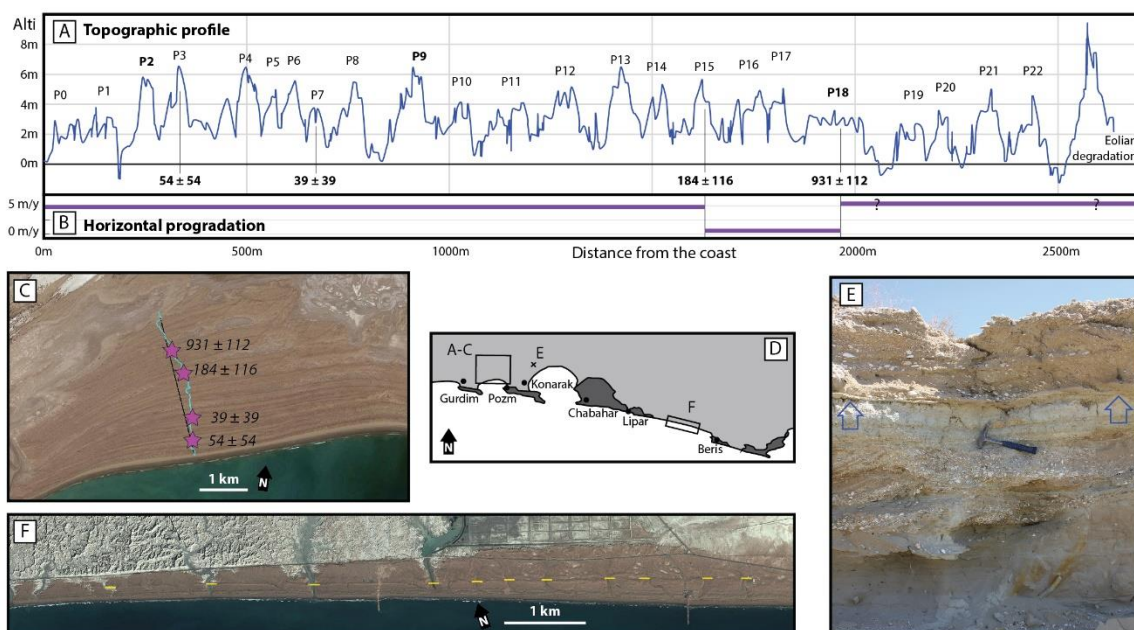 Alti
A Topographic profile
8m
6m
4m
2m
0m
P0
P1
P2
P3
P4
P5
P6
P7
P8
P9
P10
P11
P12
P13
P14
P15
P16
P17
P18
P19
P20
P21
P22
Eolian
degradation
54 ± 54
39 ± 39
184 ± 116
931 ± 112
5 m/y
B Horizontal progradation
? ?
0 m/y
0m 500m 1000m Distance from the coast 2000m 2500m
C
931 ± 112
184 ± 116
39 ± 39
54 ± 54
1 km
N
D
A-C
E
Konarak
Gurdim
Pozm
Chabahar
Lipar
F
Beris
N
E
F
N
1 km